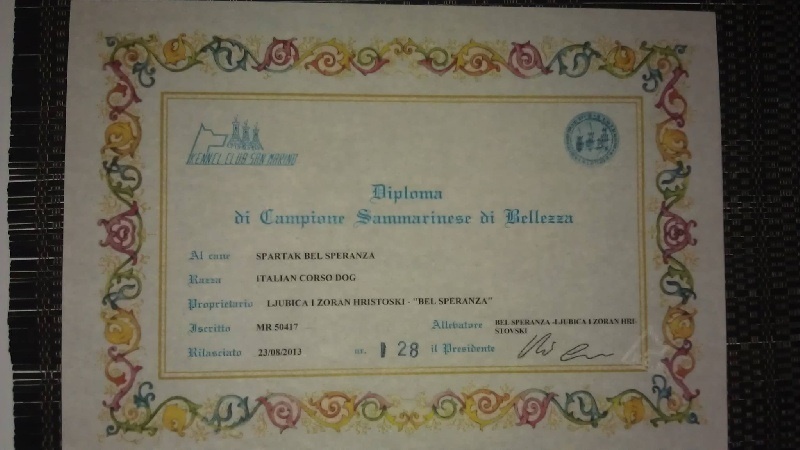 KENNEL CLUB SAN MARINO
Diploma
di Campione Sammarinese di Bellezza
Al cane SPARTAK BEL SPERANZA
Razza ITALIAN CORSO DOG
Proprietario LJUBICA I ZORAN HRISTOSKI - "BEL SPERANZA"
Iscritto MR 50417 Allevatore BEL SPERANZA -LJUBICA I ZORAN HRI
STOVSKI
Rilasciato 23/08/2013 nr. 128 il Presidente